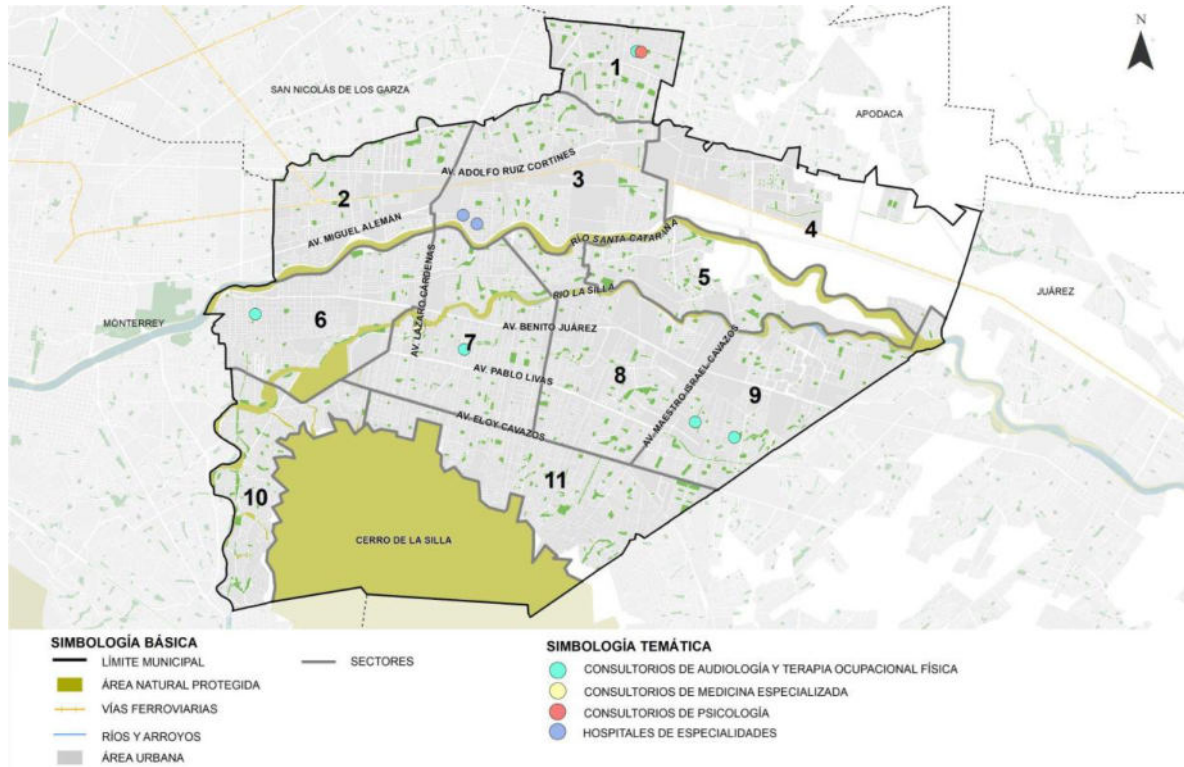 N
1
SAN NICOLÁS DE LOS GARZA
APODACA
AV. ADOLFO RUIZ CORTINES
3
2
AV. MIGUEL ALEMÁN
4
RÍO SANTA CATARINA
5
AV. LAZARO CÁRDENAS
RIO LA SILLA
JUÁREZ
MONTERREY
6
7
AV. BENITO JUÁREZ
AV. PABLO LIVAS
8
AV. MAESTRO ISRAEL CAVAZOS
9
AV. ELOY CAVAZOS
10
11
CERRO DE LA SILLA
SIMBOLOGÍA BÁSICA
LÍMITE MUNICIPAL
SECTORES
ÁREA NATURAL PROTEGIDA
VÍAS FERROVIARIAS
RÍOS Y ARROYOS
ÁREA URBANA
SIMBOLOGÍA TEMÁTICA
CONSULTORIOS DE AUDIOLOGÍA Y TERAPIA OCUPACIONAL FÍSICA
CONSULTORIOS DE MEDICINA ESPECIALIZADA
CONSULTORIOS DE PSICOLOGÍA
HOSPITALES DE ESPECIALIDADES